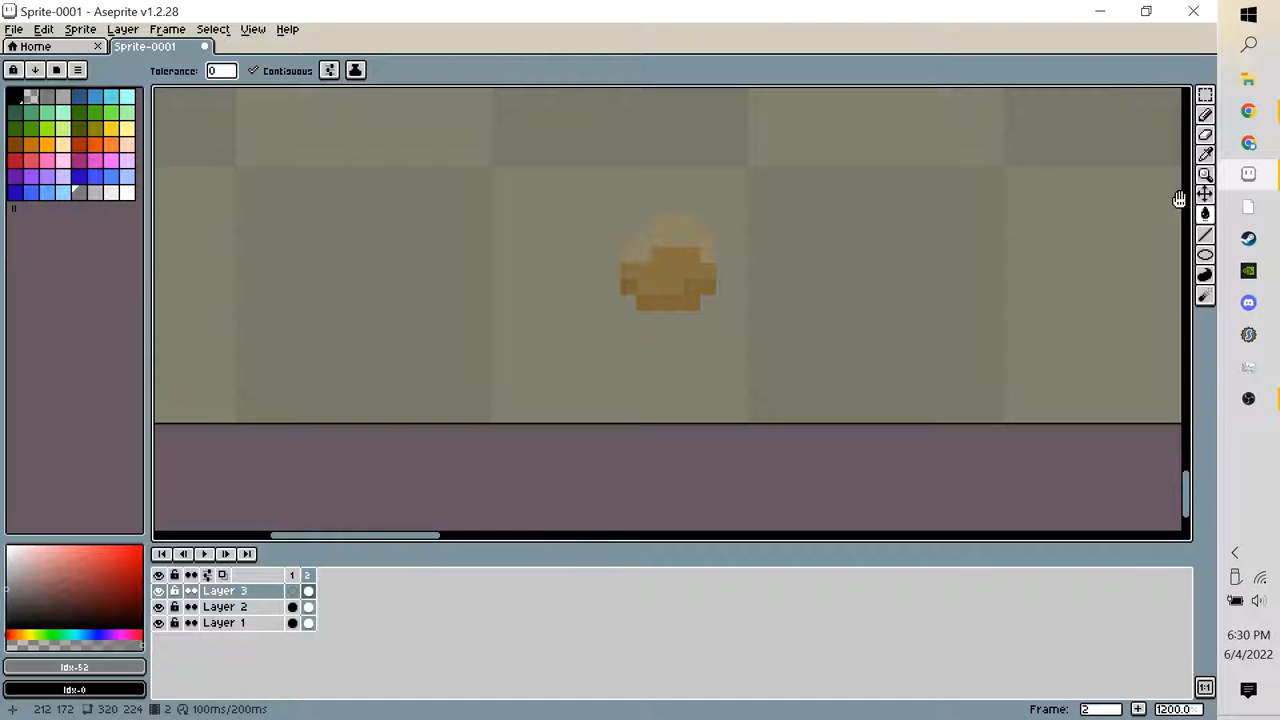 Sprite-0001 - Aseprite v1.2.28
File Edit Sprite Layer Frame Select View Help
Home Sprite-0001
Tolerance: 0 Contiguous
1 2
Layer 3
Layer 2
Layer 1
Idx-52
Idx-0
1:1
212 172 320 224 2 100ms/200ms
Frame: 2 1200.0
6:30 PM
6/4/2022